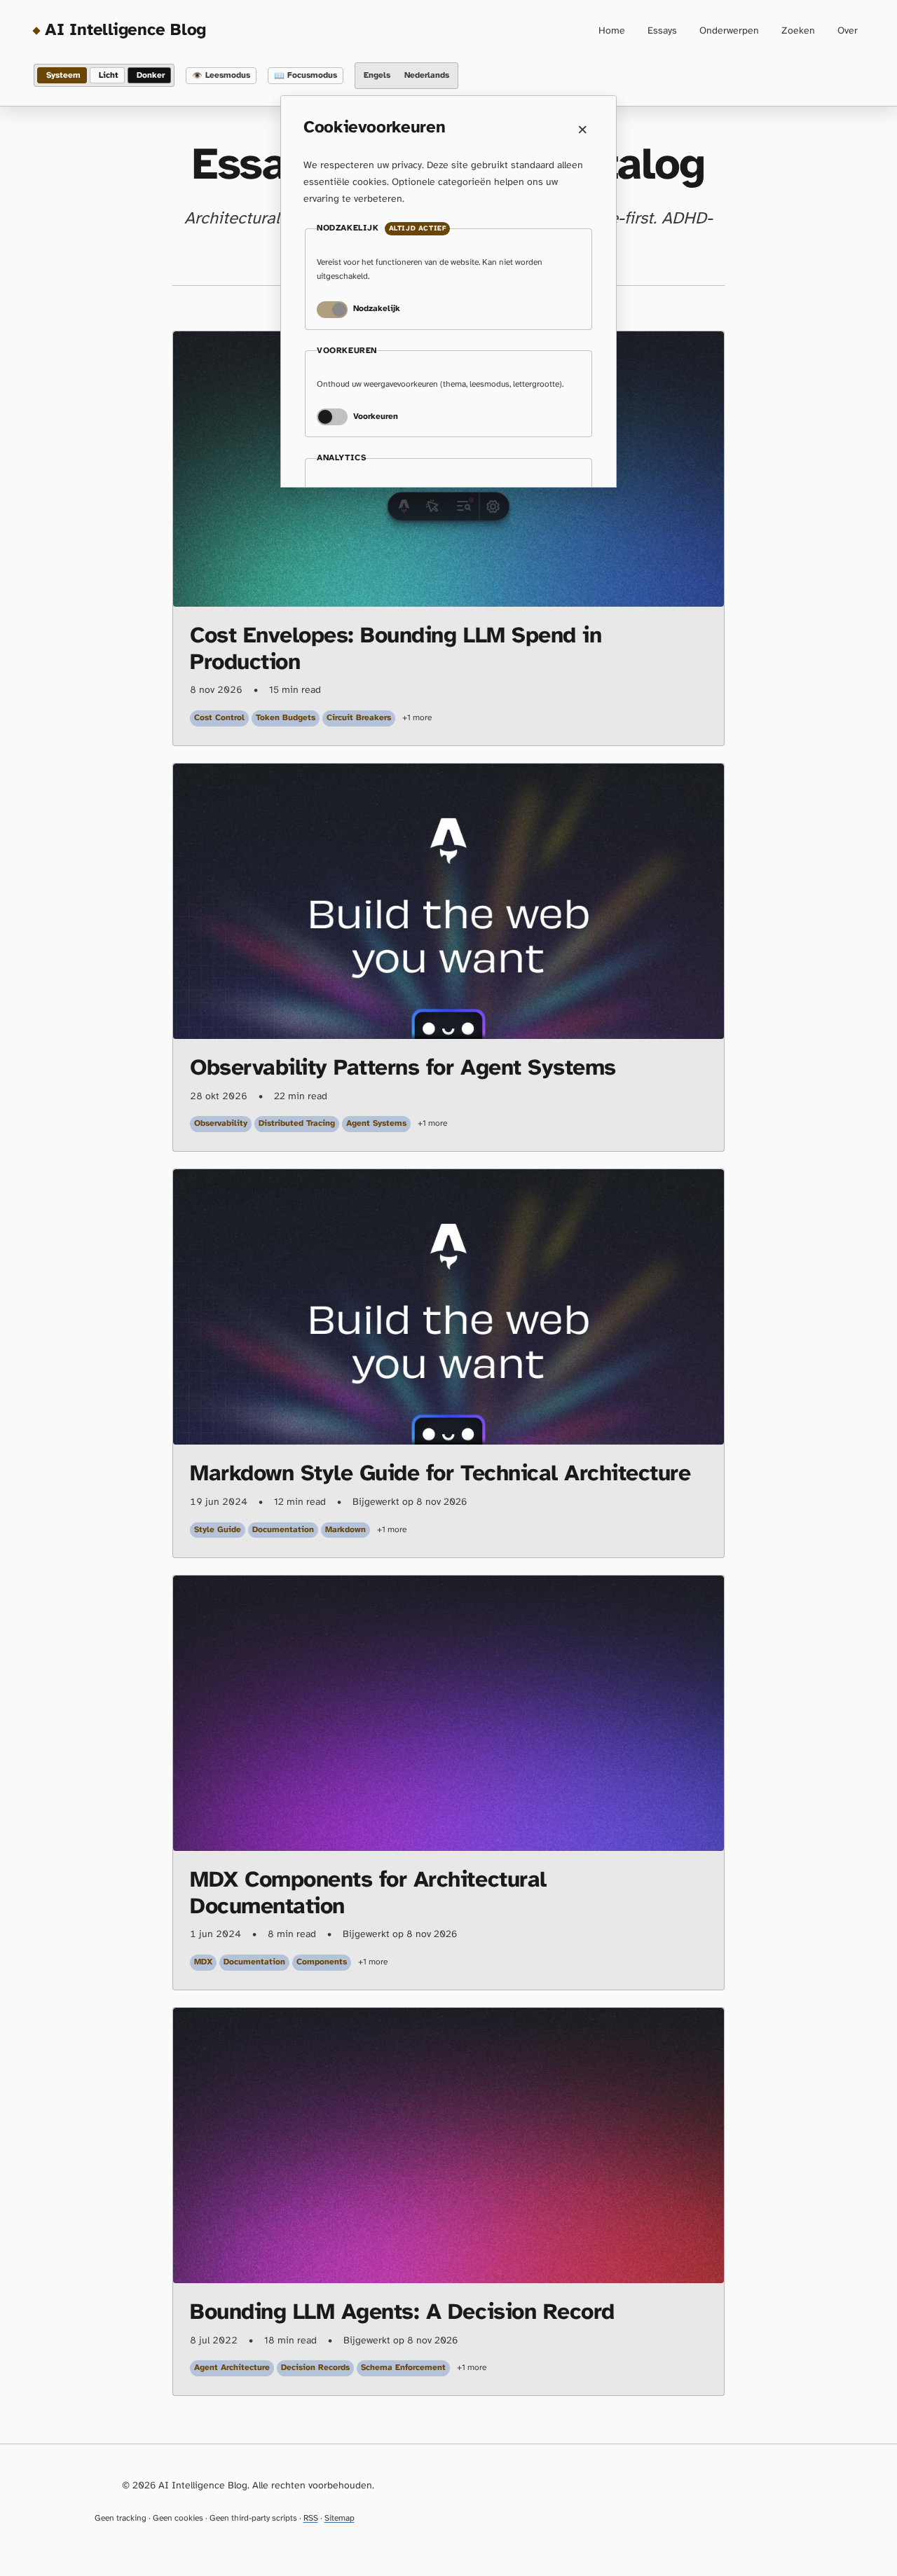 AI Intelligence Blog
Home
Essays
Onderwerpen
Zoeken
Over
Systeem
Licht
Donker
Leesmodus
Focusmodus
Engels
Nederlands
Cookievoorkeuren
×
We respecteren uw privacy. Deze site gebruikt standaard alleen
essentiële cookies. Optionele categorieën helpen ons uw
ervaring te verbeteren.
NODZAKELIJK ALTIJD ACTIEF
Vereist voor het functioneren van de website. Kan niet worden
uitgeschakeld.
Nodzakelijk
VOORKEUREN
Onthoud uw weergavevoorkeuren (thema, leesmodus, lettergrootte).
Voorkeuren
ANALYTICS
Architectural
ADHD-
Cost Envelopes: Bounding LLM Spend in
Production
8 nov 2026 • 15 min read
Cost Control Token Budgets Circuit Breakers +1 more
Build the web
you want
Observability Patterns for Agent Systems
28 okt 2026 • 22 min read
Observability Distributed Tracing Agent Systems +1 more
Build the web
you want
Markdown Style Guide for Technical Architecture
19 jun 2024 • 12 min read • Bijgewerkt op 8 nov 2026
Style Guide Documentation Markdown +1 more
MDX Components for Architectural
Documentation
1 jun 2024 • 8 min read • Bijgewerkt op 8 nov 2026
MDX Documentation Components +1 more
Bounding LLM Agents: A Decision Record
8 jul 2022 • 18 min read • Bijgewerkt op 8 nov 2026
Agent Architecture Decision Records Schema Enforcement +1 more
© 2026 AI Intelligence Blog. Alle rechten voorbehouden.
Geen tracking · Geen cookies · Geen third-party scripts · RSS · Sitemap